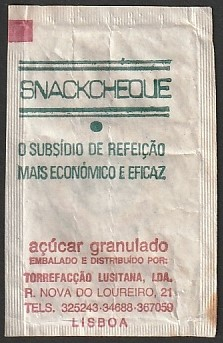 SNACKCHEQUE
O SUBSÍDIO DE REFEIÇÃO
MAIS ECONÓMICO E EFICAZ
açúcar granulado
EMBALADO E DISTRIBUÍDO POR:
TORREFACÇÃO LUSITANA, LDA.
R. NOVA DO LOUREIRO, 21
TELS. 325243-34688-367059
LISBOA